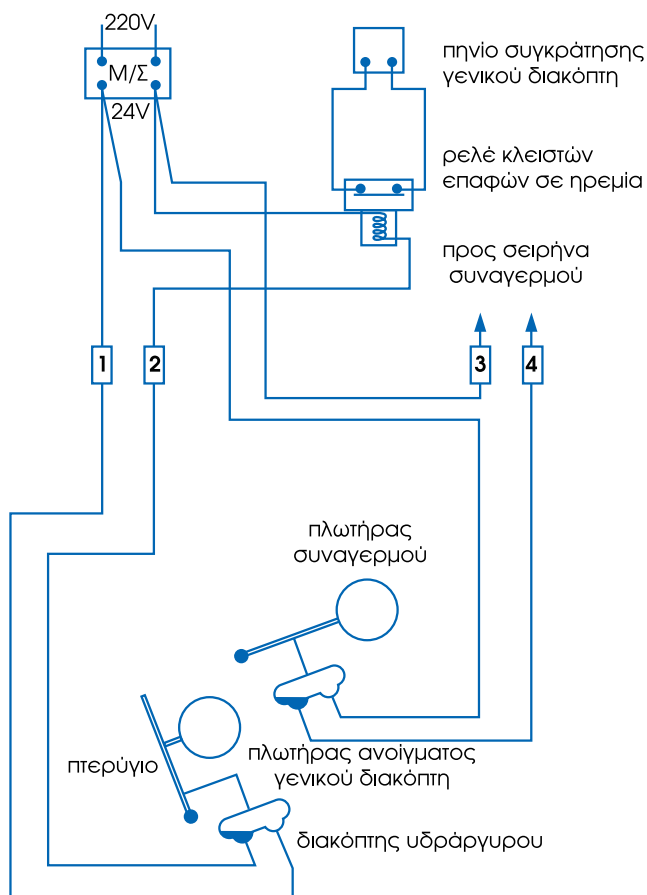 220V
Μ/Σ
24V
πηνίο συγκράτησης
γενικού διακόπτη
ρελέ κλειστών
επαφών σε ηρεμία
προς σειρήνα
συναγερμού
1
2
3
4
πλωτήρας
συναγερμού
πτερύγιο
πλωτήρας ανοίγματος
γενικού διακόπτη
διακόπτης υδράργυρου